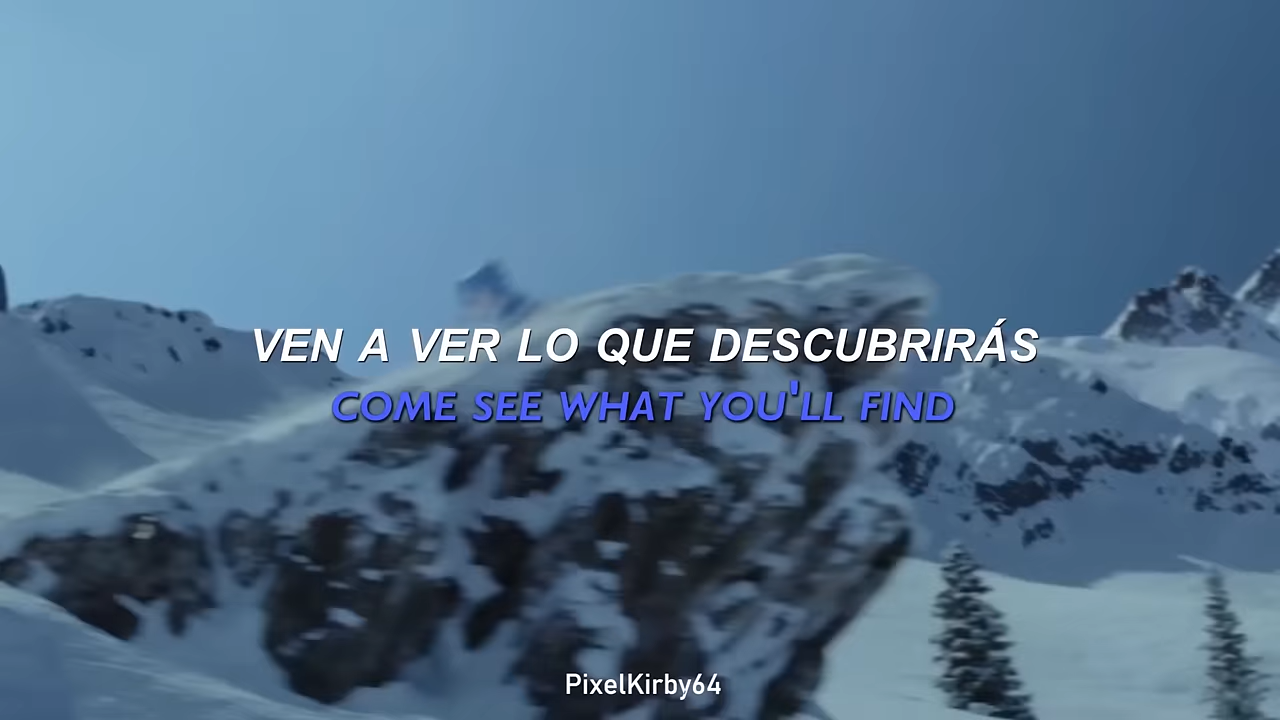 VEN A VER LO QUE DESCUBRIRÁS
COME SEE WHAT YOU'LL FIND
PixelKirby64